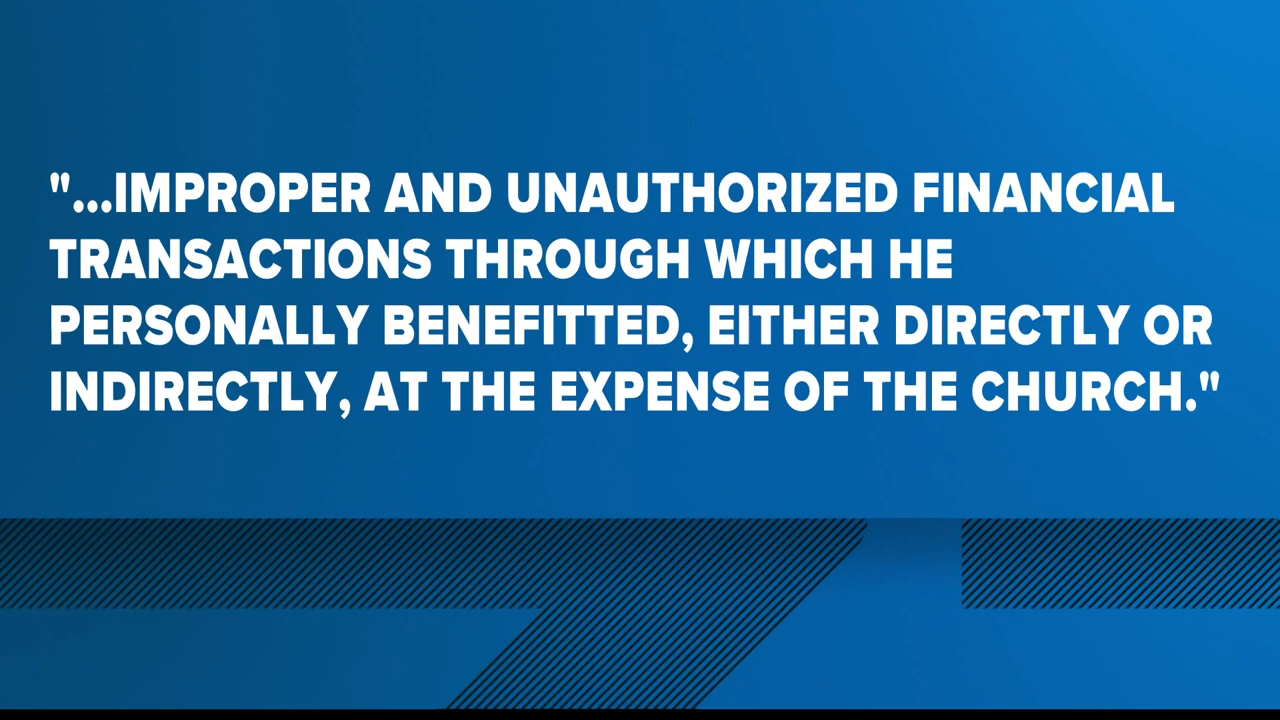 "...IMPROPER AND UNAUTHORIZED FINANCIAL
TRANSACTIONS THROUGH WHICH HE
PERSONALLY BENEFITTED, EITHER DIRECTLY OR
INDIRECTLY, AT THE EXPENSE OF THE CHURCH."